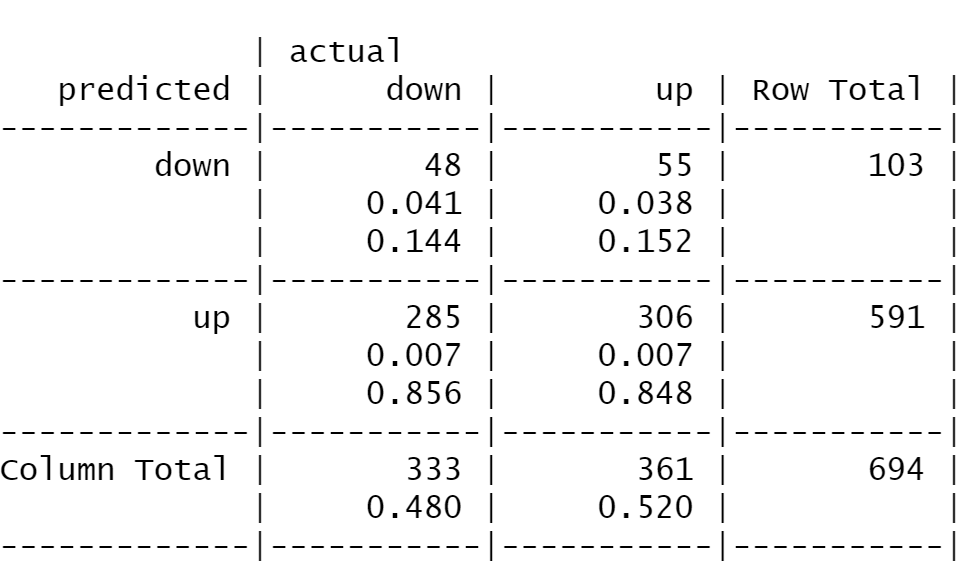 | actual
   predicted |      down |        up | Row Total |
-------------|-----------|-----------|-----------|
        down |        48 |        55 |       103 |
             |     0.041 |     0.038 |           |
             |     0.144 |     0.152 |           |
-------------|-----------|-----------|-----------|
          up |       285 |       306 |       591 |
             |     0.007 |     0.007 |           |
             |     0.856 |     0.848 |           |
-------------|-----------|-----------|-----------|
Column Total |       333 |       361 |       694 |
             |     0.480 |     0.520 |           |
-------------|-----------|-----------|-----------|